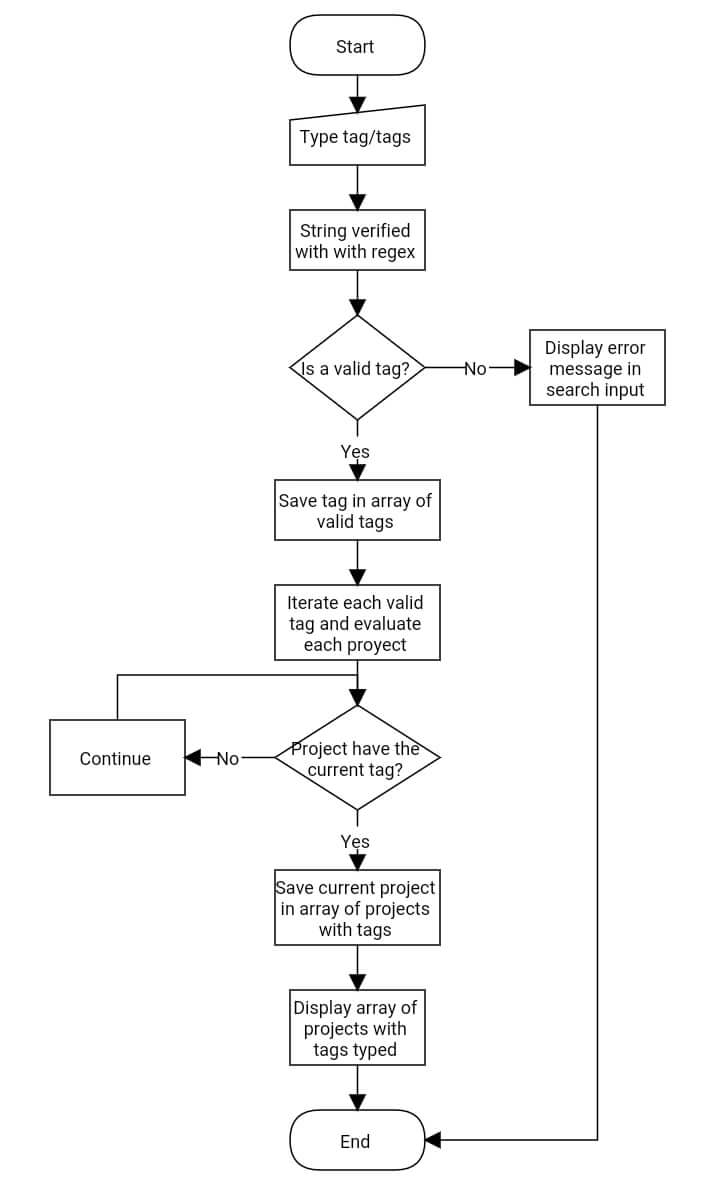 Start
Type tag/tags
String verified
with with regex
Is a valid tag?
No
Display error
message in
search input
Yes
Save tag in array of
valid tags
Iterate each valid
tag and evaluate
each proyect
Project have the
current tag?
No
Continue
Yes
Save current project
in array of projects
with tags
Display array of
projects with
tags typed
End